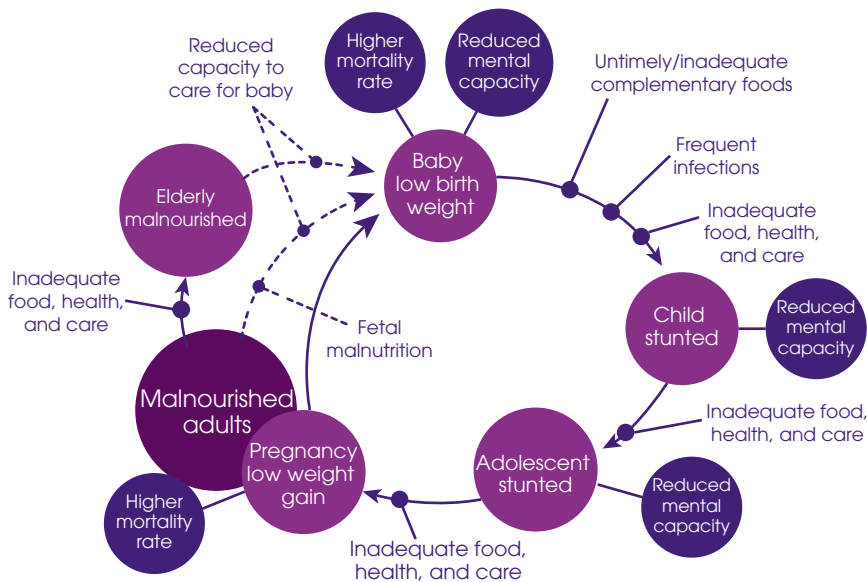 Reduced
capacity to
care for baby
Higher
mortality
rate
Reduced
mental
capacity
Untimely/inadequate
complementary foods
Frequent
infections
Inadequate
food, health,
and care
Baby
low birth
weight
Elderly
malnourished
Inadequate
food, health,
and care
Fetal
malnutrition
Child
stunted
Reduced
mental
capacity
Inadequate food,
health, and care
Malnourished
adults
Pregnancy
low weight
gain
Adolescent
stunted
Reduced
mental
capacity
Higher
mortality
rate
Inadequate food,
health, and care